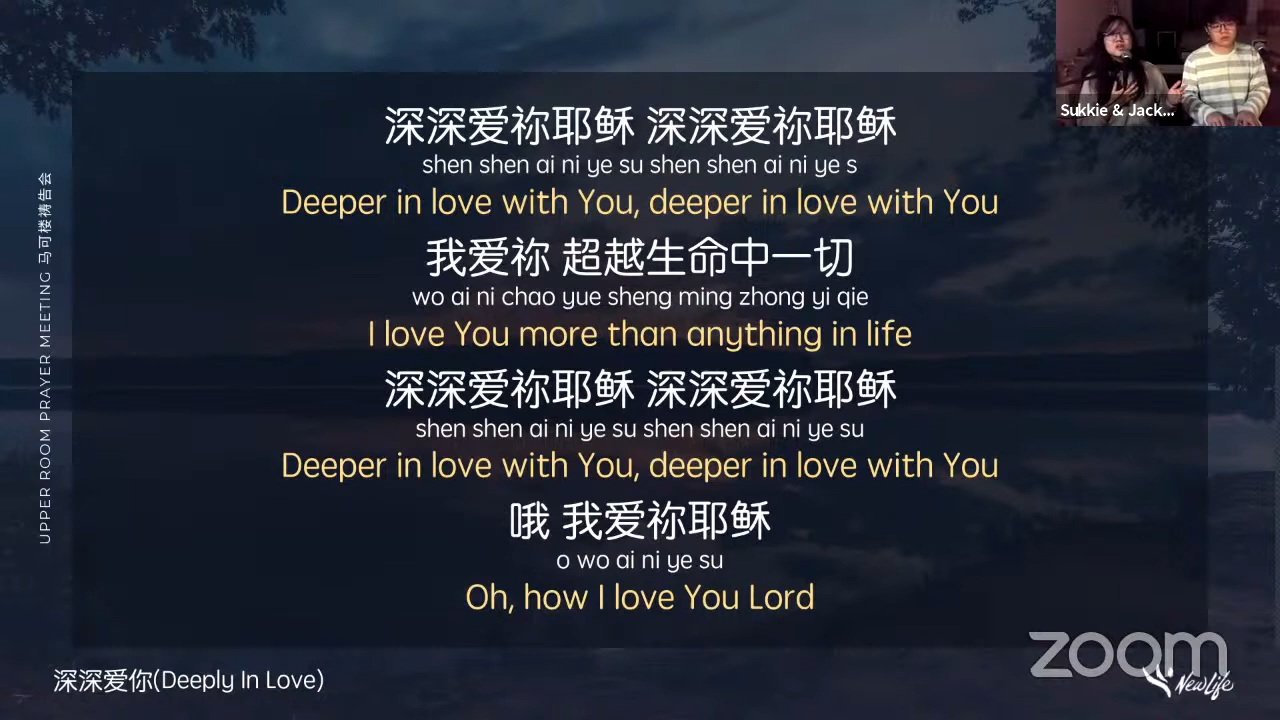 Sukkie & Jack...
深深爱祢耶稣 深深爱祢耶稣
shen shen ai ni ye su shen shen ai ni ye s
Deeper in love with You, deeper in love with You
我爱祢 超越生命中一切
wo ai ni chao yue sheng ming zhong yi qie
I love You more than anything in life
深深爱祢耶稣 深深爱祢耶稣
shen shen ai ni ye su shen shen ai ni ye su
Deeper in love with You, deeper in love with You
哦 我爱祢耶稣
o wo ai ni ye su
Oh, how I love You Lord
UPPER ROOM PRAYER MEETING 马可楼祷告会
深深爱你(Deeply In Love)
zoom
NewLife